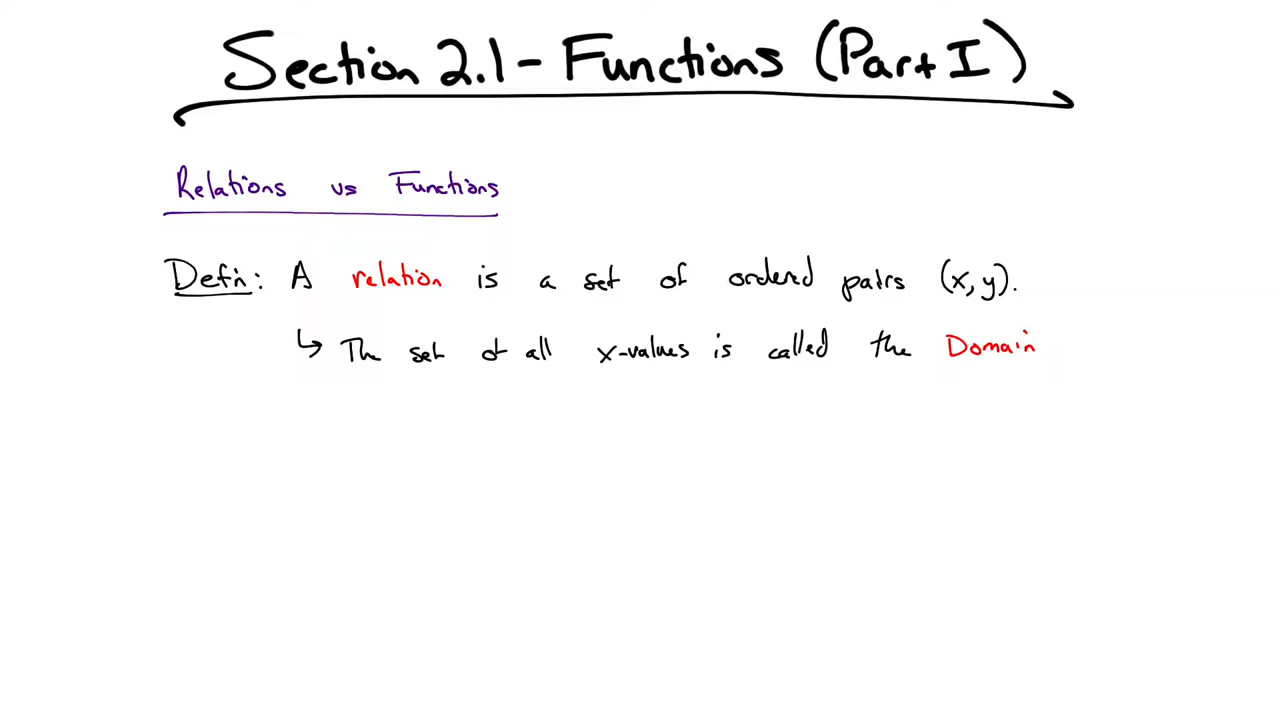 Section 2.1 - Functions (Part I)
Relations vs Functions
Defn: A relation is a set of ordered pairs (x, y).
↳ The set of all x-values is called the Domain